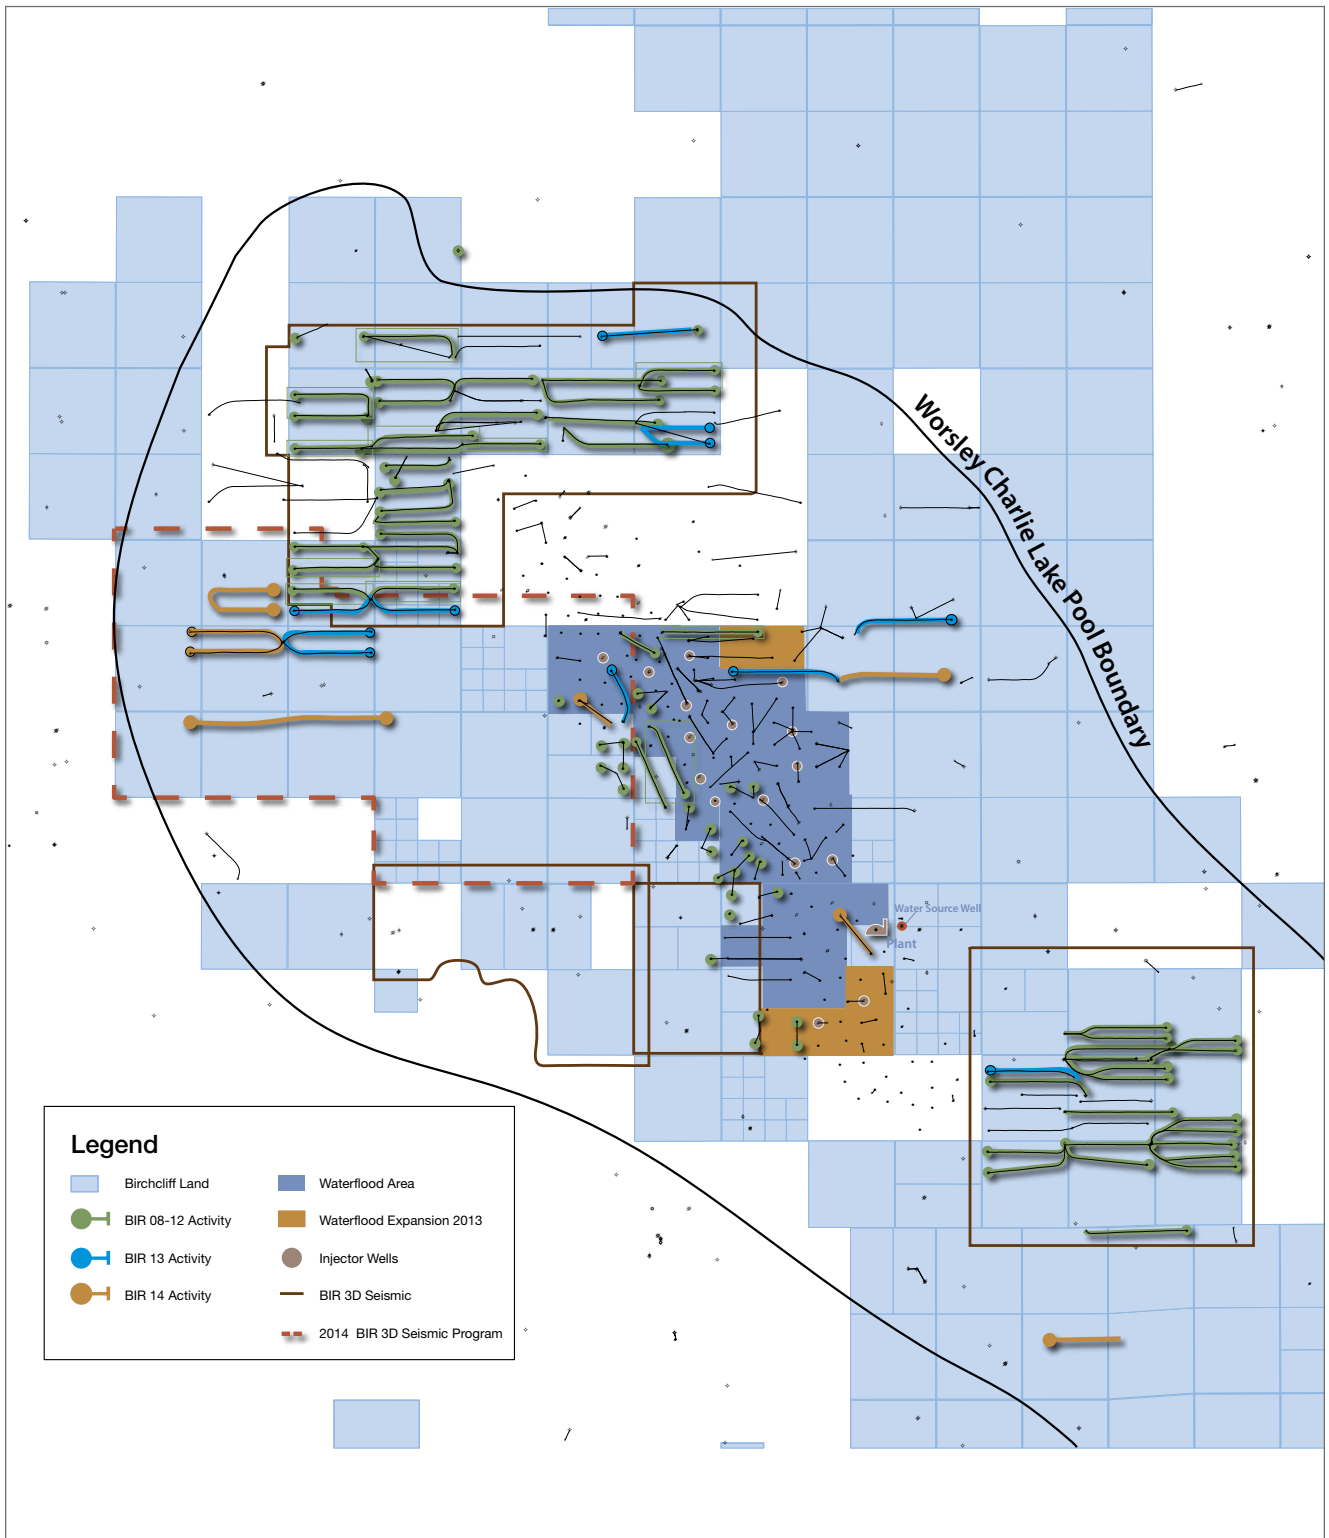 Worsley Charlie Lake Pool Boundary
Water Source Well
Plant
Legend
Birchcliff Land
BIR 08-12 Activity
BIR 13 Activity
BIR 14 Activity
Waterflood Area
Waterflood Expansion 2013
Injector Wells
BIR 3D Seismic
2014 BIR 3D Seismic Program